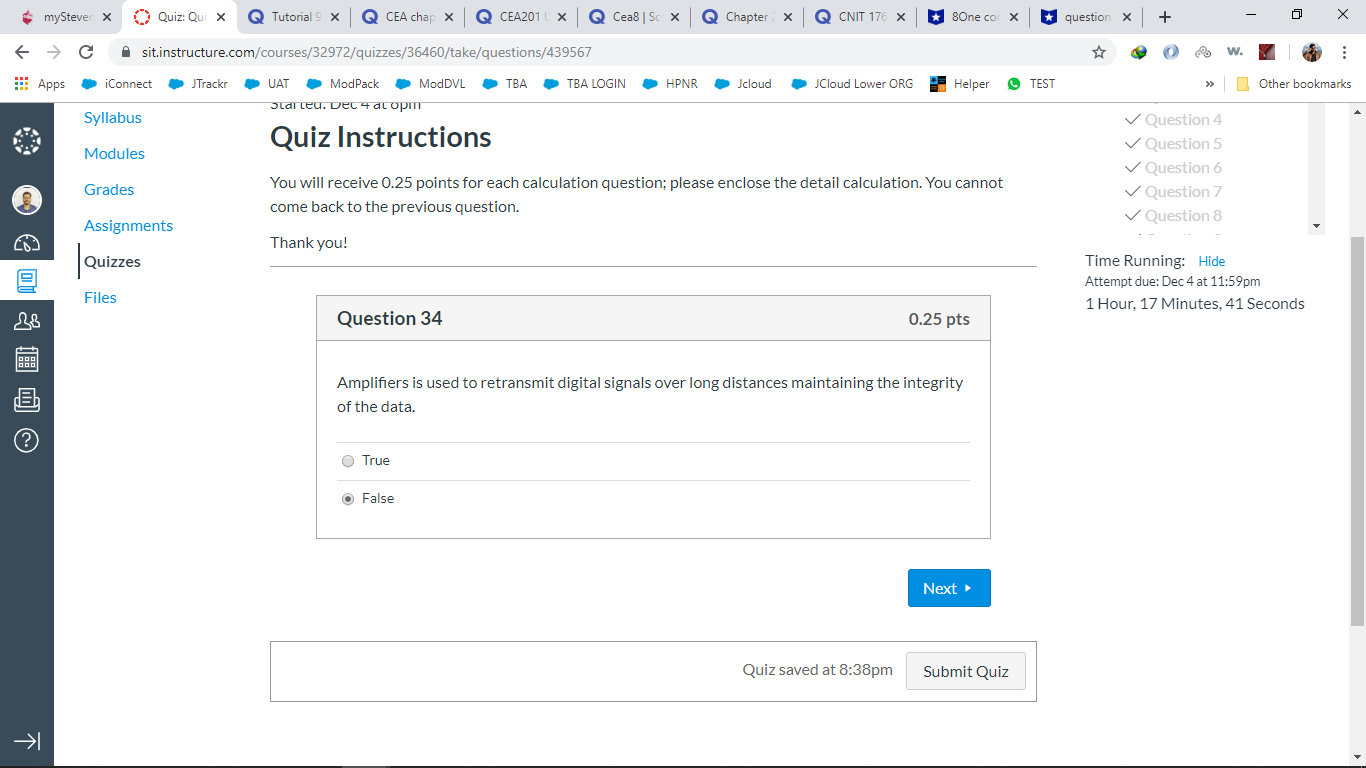 mySteven
Quiz: Qui
Tutorial 9
CEA chap
CEA201
Cea8 | Sc
Chapter 2
CNIT 176
8One cor
question
sit.instructure.com/courses/32972/quizzes/36460/take/questions/439567
w.
Apps
iConnect
JTrackr
UAT
ModPack
ModDVL
TBA
TBA LOGIN
HPNR
Jcloud
JCloud Lower ORG
Helper
TEST
»
Other bookmarks
Syllabus
Modules
Grades
Assignments
Quizzes
Files
Started: Dec 4 at 6pm
Quiz Instructions
You will receive 0.25 points for each calculation question; please enclose the detail calculation. You cannot
come back to the previous question.
Thank you!
Question 34
0.25 pts
Amplifiers is used to retransmit digital signals over long distances maintaining the integrity
of the data.
True
False
Next
Quiz saved at 8:38pm
Submit Quiz
Question 4
Question 5
Question 6
Question 7
Question 8
Time Running: Hide
Attempt due: Dec 4 at 11:59pm
1 Hour, 17 Minutes, 41 Seconds